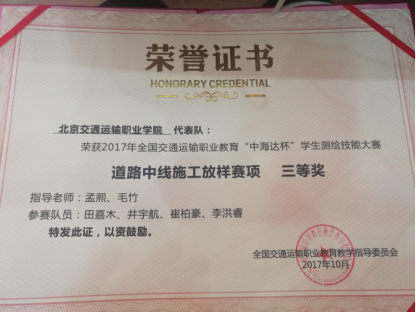 荣誉证书
HONORARY CREDENTIAL
北京交通运输职业学院 代表队：
荣获2017年全国交通运输职业教育“中海达杯”学生测绘技能大赛
道路中线施工放样赛项 三等奖
指导老师：孟熙、毛竹
参赛队员：田嘉木、井宇航、崔柏豪、李洪睿
特发此证，以资鼓励。
全国交通运输职业教育教学指导委员会
2017年10月